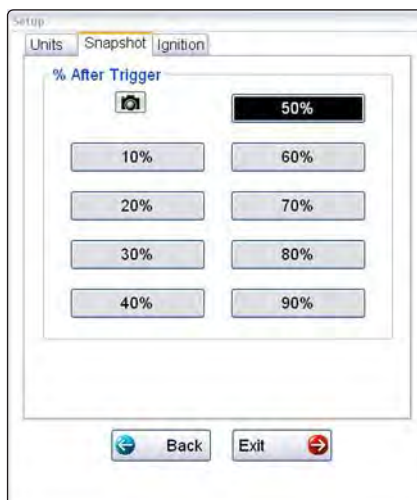 Setup
Units Snapshot Ignition
% After Trigger
50%
10% 60%
20% 70%
30% 80%
40% 90%
Back Exit